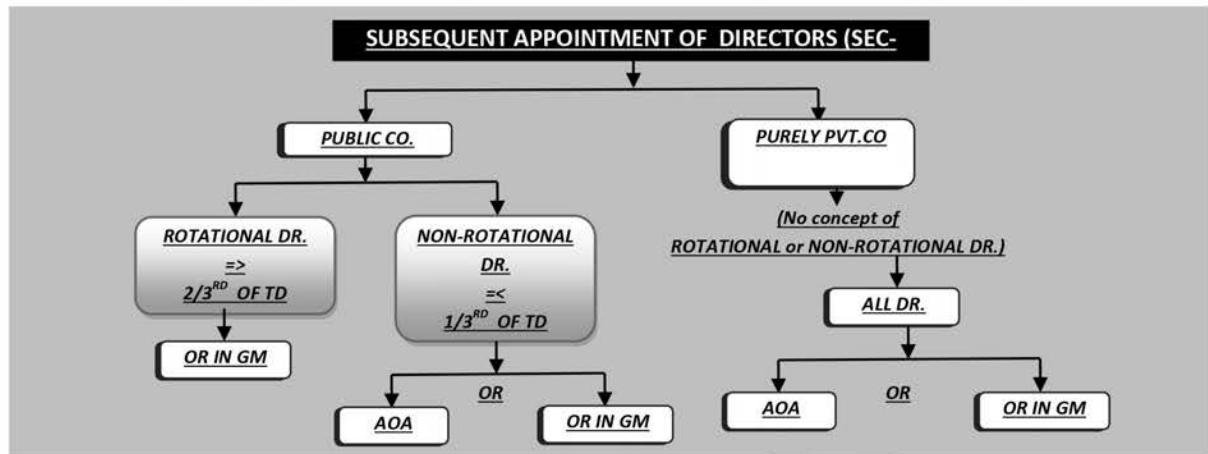 SUBSEQUENT APPOINTMENT OF DIRECTORS (SEC-
PUBLIC CO.
PURELY PVT.CO
ROTATIONAL DR.
=>
2/3RD OF TD
NON-ROTATIONAL
DR.
=<
1/3RD OF TD
(No concept of
ROTATIONAL or NON-ROTATIONAL DR.)
ALL DR.
OR IN GM
AOA
OR
OR IN GM
AOA
OR
OR IN GM